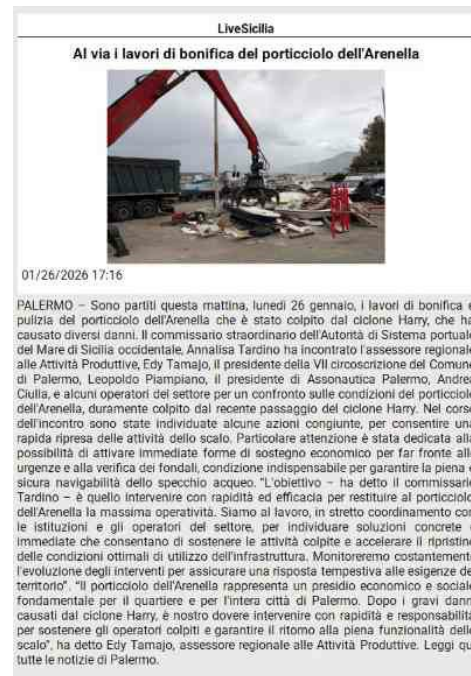 LiveSicilia
Al via i lavori di bonifica del porticciolo dell'Arenella
01/26/2026 17:16
PALERMO – Sono partiti questa mattina, lunedì 26 gennaio, i lavori di bonifica e
pulizia del porticciolo dell'Arenella che è stato colpito dal ciclone Harry, che ha
causato diversi danni. Il commissario straordinario dell'Autorità di Sistema portuale
del Mare di Sicilia occidentale, Annalisa Tardino ha incontrato l'assessore regionale
alle Attività Produttive, Edy Tamajo, il presidente della VII circoscrizione del Comune
di Palermo, Leopoldo Piampiano, il presidente di Assonautica Palermo, Andrea
Ciulla, e alcuni operatori del settore per un confronto sulle condizioni del porticciolo
dell'Arenella, duramente colpito dal recente passaggio del ciclone Harry. Nel corso
dell'incontro sono state individuate alcune azioni congiunte, per consentire una
rapida ripresa delle attività dello scalo. Particolare attenzione è stata dedicata alla
possibilità di attivare immediate forme di sostegno economico per far fronte alle
urgenze e alla verifica dei fondali, condizione indispensabile per garantire la piena e
sicura navigabilità dello specchio acqueo. "L'obiettivo – ha detto il commissario
Tardino – è quello intervenire con rapidità ed efficacia per restituire al porticciolo
dell'Arenella la massima operatività. Siamo al lavoro, in stretto coordinamento con
le istituzioni e gli operatori del settore, per individuare soluzioni concrete e
immediate che consentano di sostenere le attività colpite e accelerare il ripristino
delle condizioni ottimali di utilizzo dell'infrastruttura. Monitoreremo costantemente
l'evoluzione degli interventi per assicurare una risposta tempestiva alle esigenze del
territorio". "Il porticciolo dell'Arenella rappresenta un presidio economico e sociale
fondamentale per il quartiere e per l'intera città di Palermo. Dopo i gravi danni
causati dal ciclone Harry, è nostro dovere intervenire con rapidità e responsabilità
per sostenere gli operatori colpiti e garantire il ritorno alla piena funzionalità dello
scalo", ha detto Edy Tamajo, assessore regionale alle Attività Produttive. Leggi qui
tutte le notizie di Palermo.